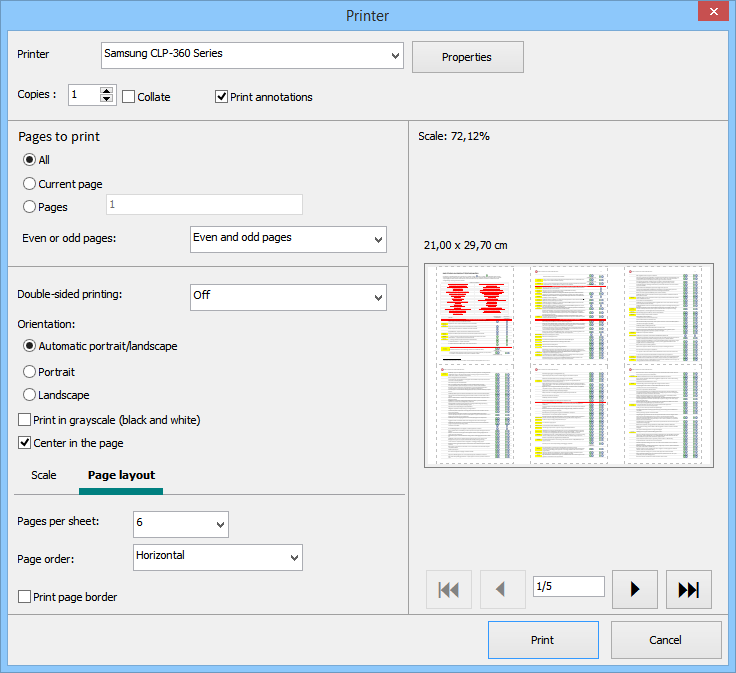 Printer
Printer
Samsung CLP-360 Series
Properties
Copies :
1
Collate
Print annotations
Pages to print
All
Current page
Pages
1
Even or odd pages:
Even and odd pages
Double-sided printing:
Off
Orientation:
Automatic portrait/landscape
Portrait
Landscape
Print in grayscale (black and white)
Center in the page
Scale
Page layout
Pages per sheet:
6
Page order:
Horizontal
Print page border
Scale: 72,12%
21,00 x 29,70 cm
1/5
Print
Cancel